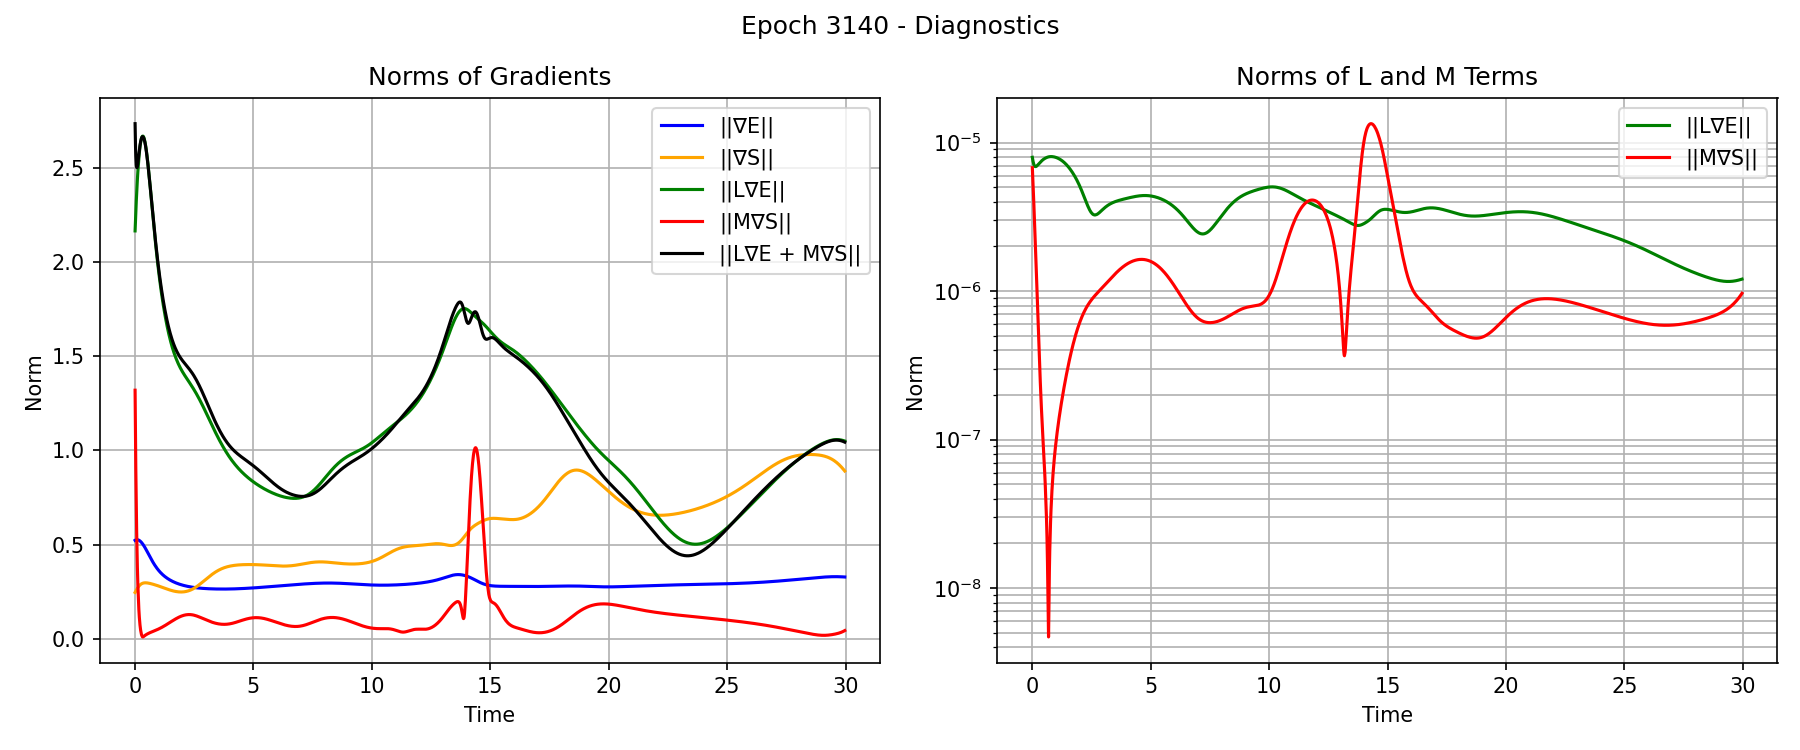 Epoch 3140 - Diagnostics
Norms of Gradients
||∇E||
||∇S||
||L∇E||
||M∇S||
||L∇E + M∇S||
Norm
2.5
2.0
1.5
1.0
0.5
0.0
0 5 10 15 20 25 30
Time
Norms of L and M Terms
||L∇E||
||M∇S||
Norm
10⁻⁵
10⁻⁶
10⁻⁷
10⁻⁸
0 5 10 15 20 25 30
Time